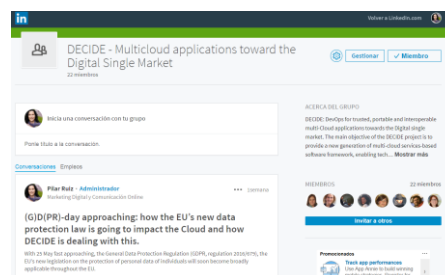 in
Volver a LinkedIn.com
DECIDE - Multicloud applications toward the
Digital Single Market
22 miembros
Gestionar
✓ Miembro
Inicia una conversación con tu grupo
Ponle título a la conversación
Conversaciones Empleos
Pilar Ruiz - Administrador
Marketing Digital y Comunicación Online
1semana
(G)D(PR)-day approaching: how the EU's new data
protection law is going to impact the Cloud and how
DECIDE is dealing with this.
With 25 May fast approaching, the General Data Protection Regulation (GDPR, regulation 2016/679), the
EU's new legislation on the protection of personal data of individuals will soon become broadly
applicable throughout the EU.
ACERCA DEL GRUPO
DECIDE: DevOps for trusted, portable and interoperable
multi-Cloud applications towards the Digital single
market. The main objective of the DECIDE project is to
provide a new generation of multi-cloud services-based
software framework, enabling tech... Mostrar más
MIEMBROS
22 miembros
Invitar a otros
Promocionados
Track app performances
Use App Annie to build winning